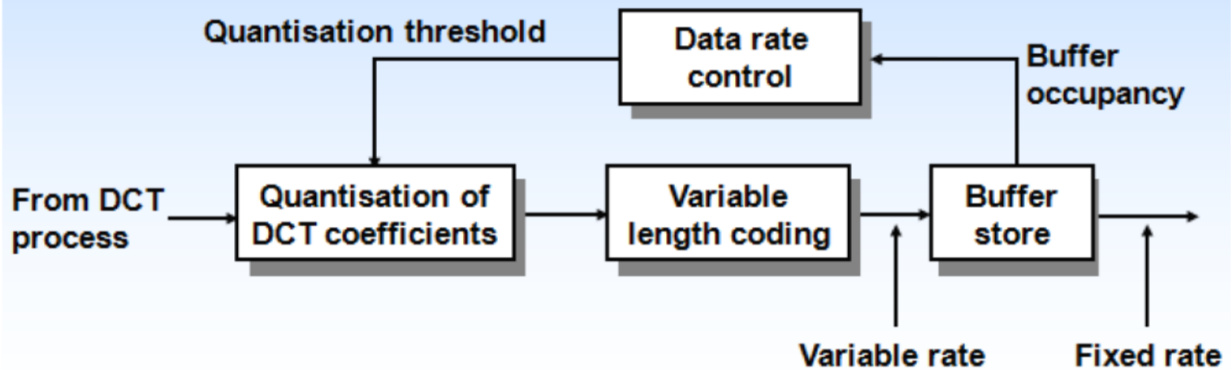 Quantisation threshold
Data rate
control
Buffer
occupancy
From DCT
process
Quantisation of
DCT coefficients
Variable
length coding
Buffer
store
Variable rate
Fixed rate